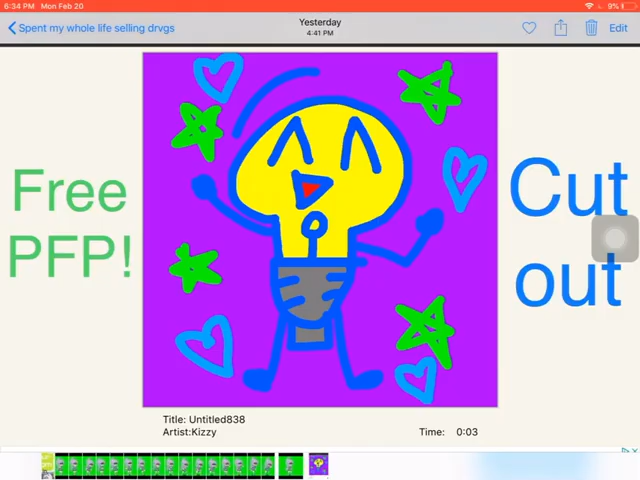 6:34 PM Mon Feb 20
9%
Spent my whole life selling drvgs
Yesterday
4:41 PM
Edit
Free
PFP!
Cut
out
Title: Untitled838
Artist:Kizzy
Time: 0:03